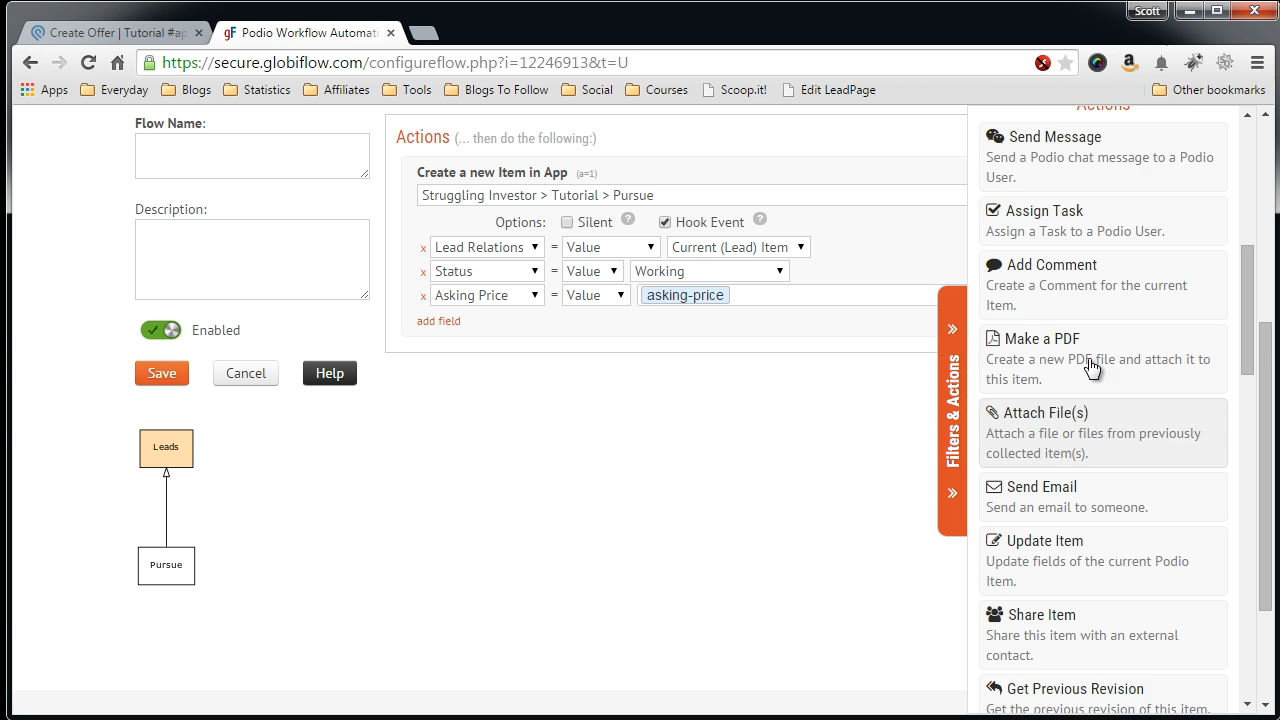 Scott
Create Offer | Tutorial #ap
gF Podio Workflow Automat
https://secure.globiflow.com/configureflow.php?i=12246913&t=U
Apps Everyday Blogs Statistics Affiliates Tools Blogs To Follow Social Courses Scoop.it! Edit LeadPage Other bookmarks
Flow Name:
Description:
Enabled
Save Cancel Help
Leads
Pursue
Actions (... then do the following:)
Create a new Item in App (a=1)
Struggling Investor > Tutorial > Pursue
Options: Silent ? Hook Event ?
x Lead Relations = Value Current (Lead) Item
x Status = Value Working
x Asking Price = Value asking-price
add field
» Filters & Actions »
Actions
Send Message
Send a Podio chat message to a Podio
User.
Assign Task
Assign a Task to a Podio User.
Add Comment
Create a Comment for the current
Item.
Make a PDF
Create a new PDF file and attach it to
this item.
Attach File(s)
Attach a file or files from previously
collected item(s).
Send Email
Send an email to someone.
Update Item
Update fields of the current Podio
Item.
Share Item
Share this item with an external
contact.
Get Previous Revision
Get the previous revision of this item.